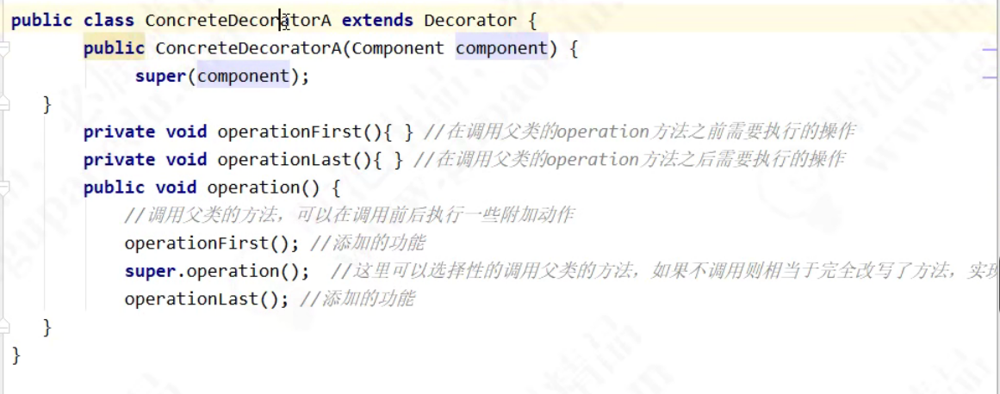 public class ConcreteDecoratorA extends Decorator {
public ConcreteDecoratorA(Component component) {
super(component);
}
private void operationFirst(){ } //在调用父类的operation方法之前需要执行的操作
private void operationLast(){ } //在调用父类的operation方法之后需要执行的操作
public void operation() {
//调用父类的方法，可以在调用前后执行一些附加动作
operationFirst(); //添加的功能
super.operation(); //这里可以选择性的调用父类的方法，如果不调用则相当于完全改写了方法，实现
operationLast(); //添加的功能
}
}